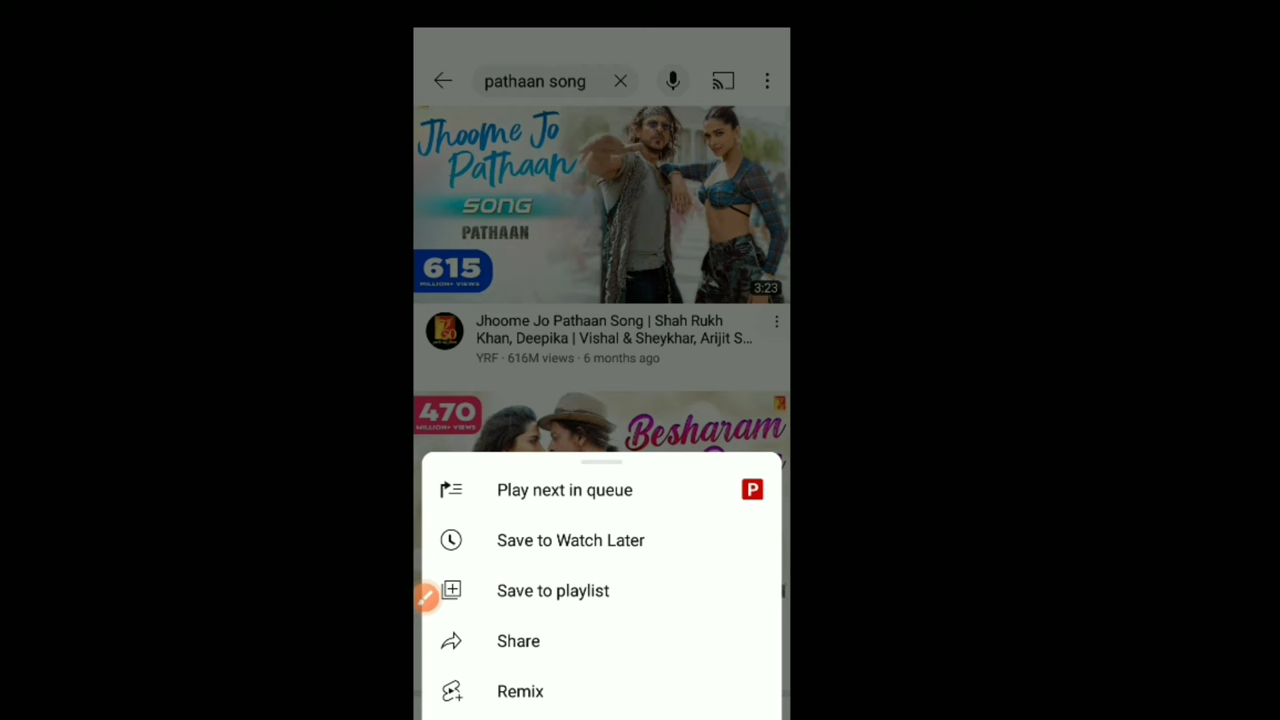 pathaan song
Jhoome Jo
Pathaan
SONG
PATHAAN
615
MILLION+ VIEWS
3:23
Jhoome Jo Pathaan Song | Shah Rukh
Khan, Deepika | Vishal & Sheykhar, Arijit S...
YRF · 616M views · 6 months ago
470
MILLION+ VIEWS
Besharam
Play next in queue
P
Save to Watch Later
Save to playlist
Share
Remix